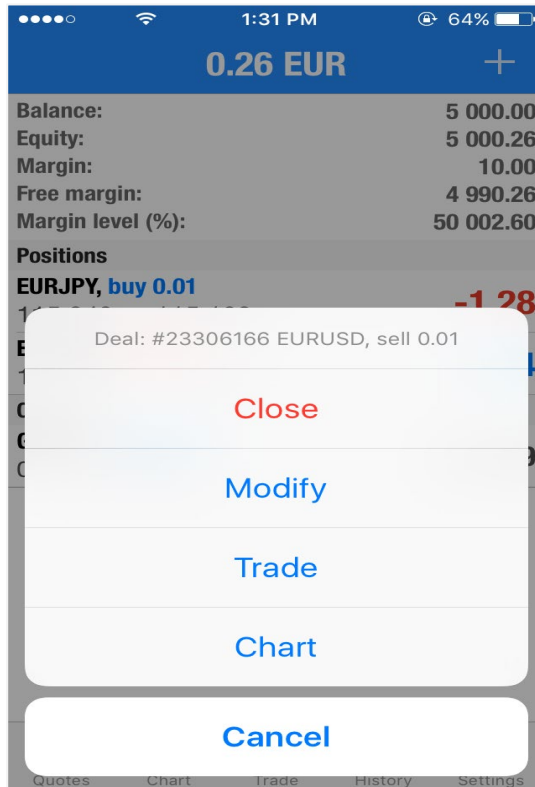 1:31 PM 64%
0.26 EUR +
Balance: 5 000.00
Equity: 5 000.26
Margin: 10.00
Free margin: 4 990.26
Margin level (%): 50 002.60
Positions
EURJPY, buy 0.01
-1.28
Deal: #23306166 EURUSD, sell 0.01
Close
Modify
Trade
Chart
Cancel
Quotes Chart Trade History Settings